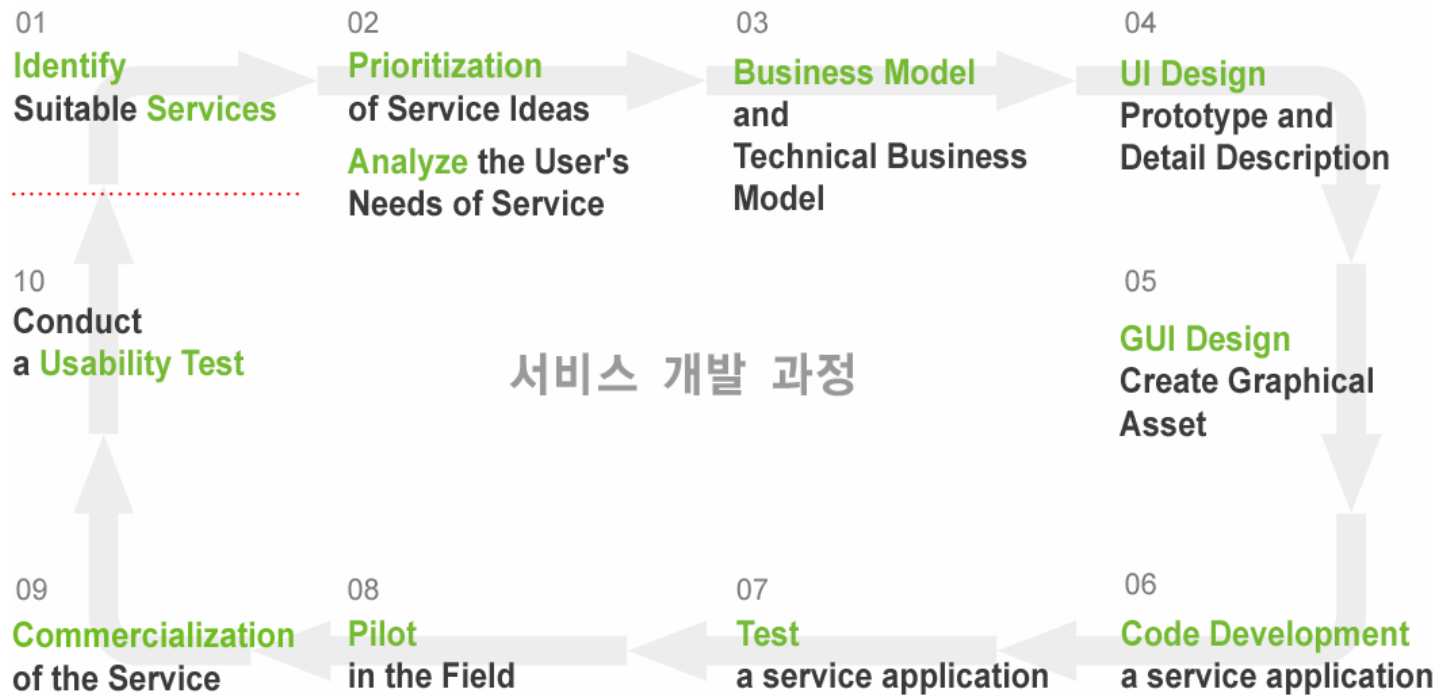 01
Identify
Suitable Services
02
Prioritization
of Service Ideas
Analyze the User's
Needs of Service
03
Business Model
and
Technical Business
Model
04
UI Design
Prototype and
Detail Description
05
GUI Design
Create Graphical
Asset
06
Code Development
a service application
07
Test
a service application
08
Pilot
in the Field
09
Commercialization
of the Service
10
Conduct
a Usability Test
서비스 개발 과정